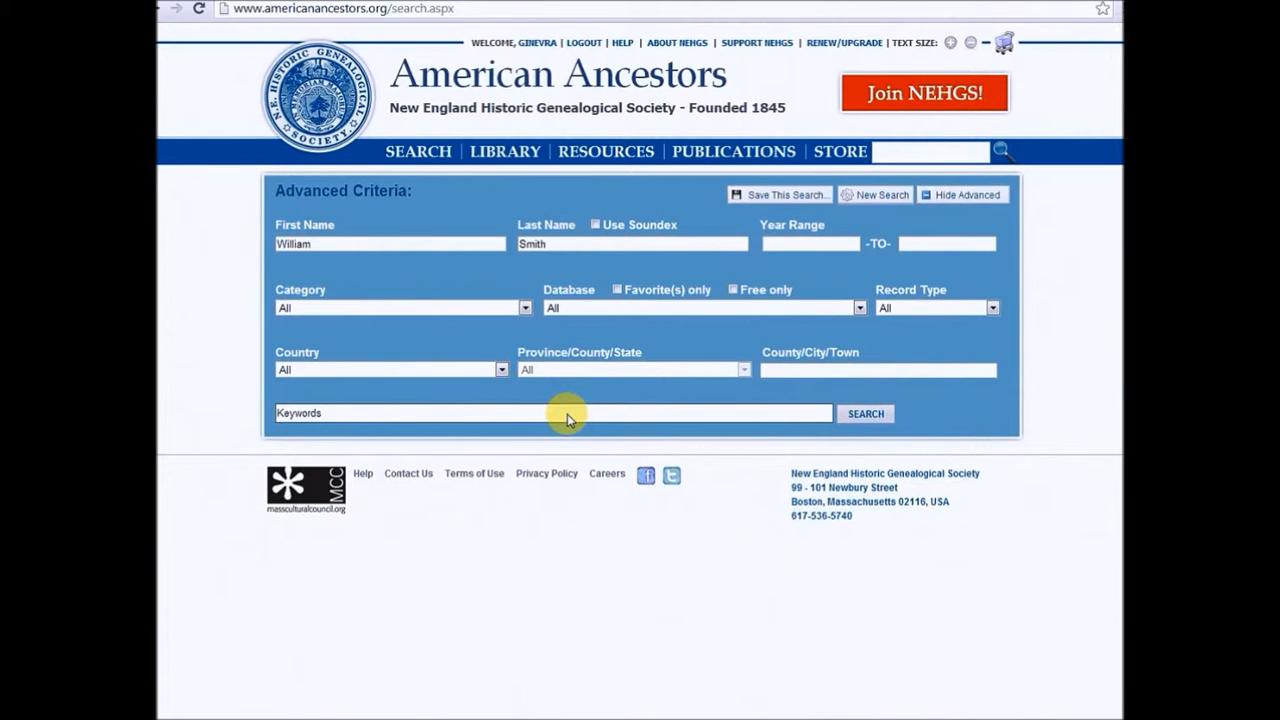 www.americanancestors.org/search.aspx
WELCOME, GINEVRA | LOGOUT | HELP | ABOUT NEHGS | SUPPORT NEHGS | RENEW/UPGRADE | TEXT SIZE:
American Ancestors
New England Historic Genealogical Society - Founded 1845
Join NEHGS!
N.E. HISTORIC GENEALOGICAL SOCIETY
SEARCH | LIBRARY | RESOURCES | PUBLICATIONS | STORE
Advanced Criteria:
Save This Search...
New Search
Hide Advanced
First Name
Last Name
Use Soundex
Year Range
William
Smith
-TO-
Category
Database
Favorite(s) only
Free only
Record Type
All
All
All
Country
Province/County/State
County/City/Town
All
All
Keywords
SEARCH
MCC
massculturalcouncil.org
Help
Contact Us
Terms of Use
Privacy Policy
Careers
New England Historic Genealogical Society
99 - 101 Newbury Street
Boston, Massachusetts 02116, USA
617-536-5740